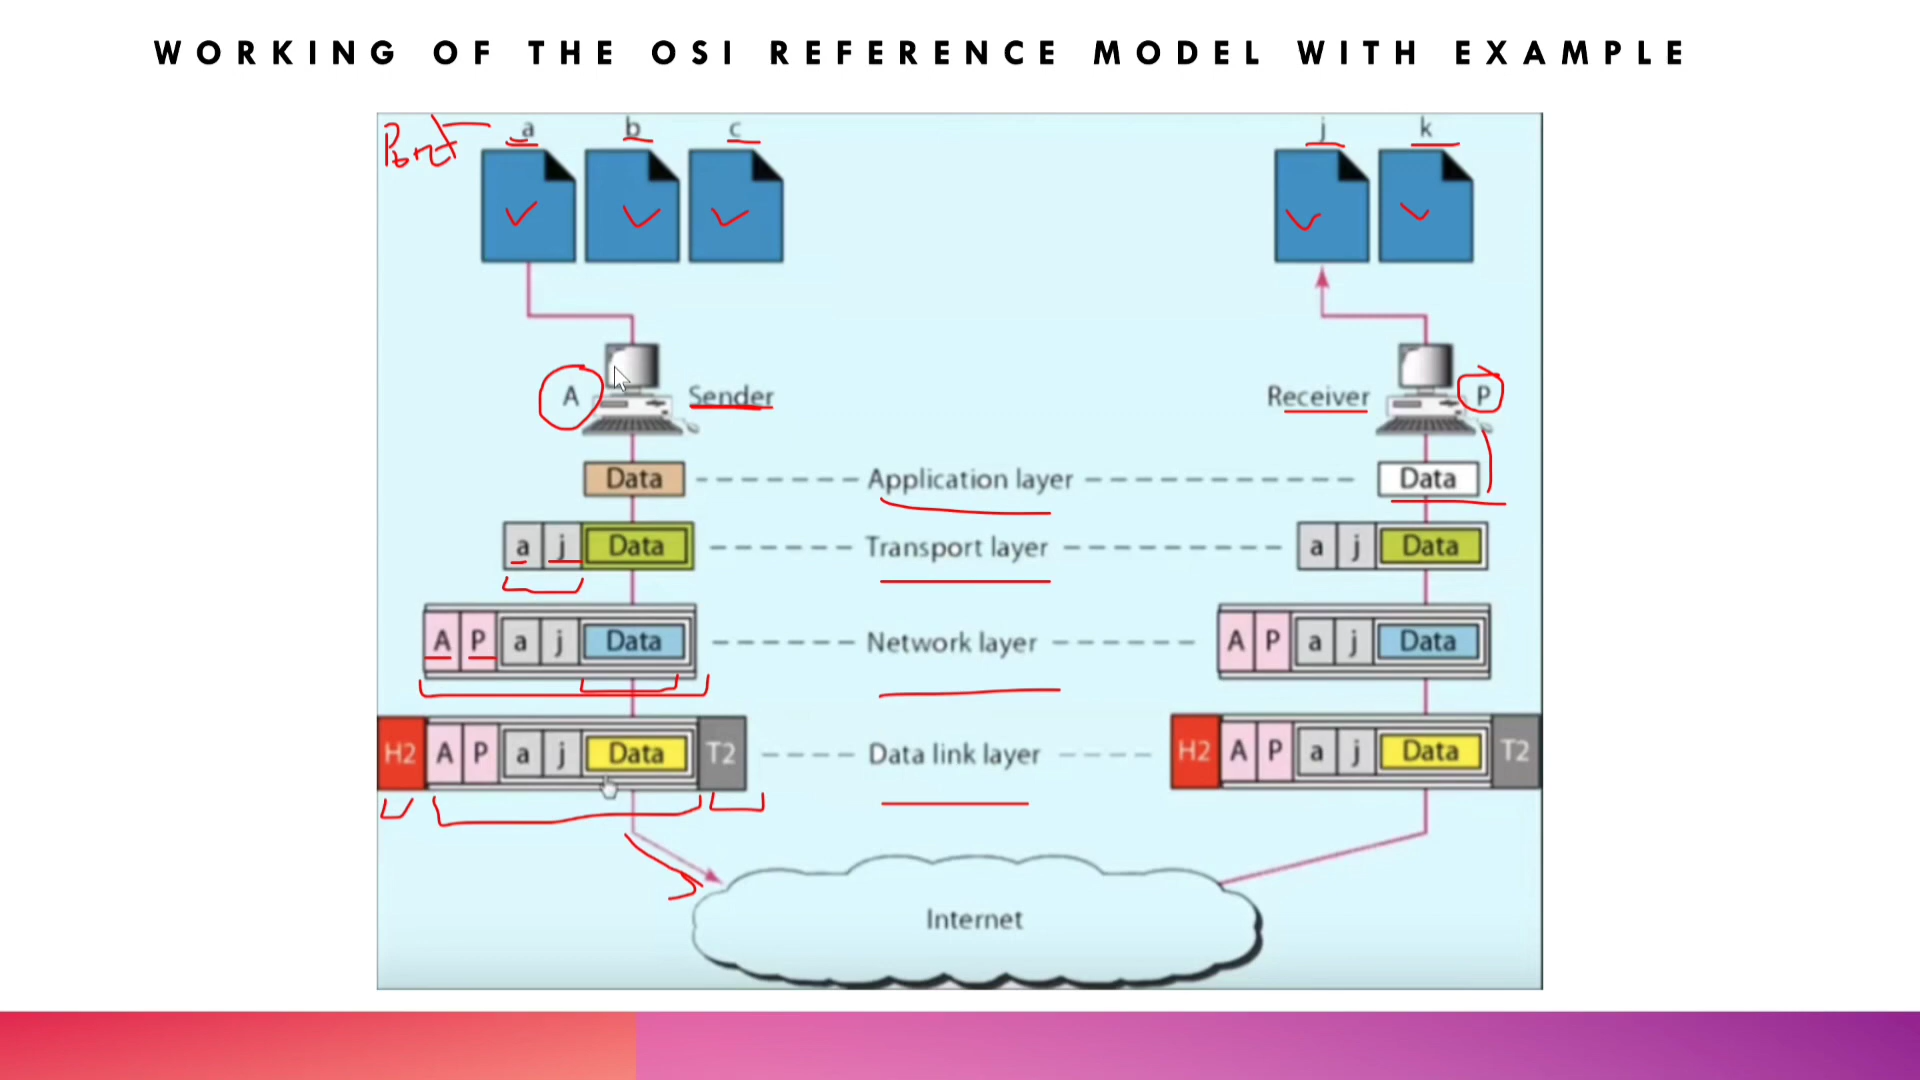 WORKING OF THE OSI REFERENCE MODEL WITH EXAMPLE
Port a b c j k
A Sender Receiver P
Data Application layer Data
a j Data Transport layer a j Data
A P a j Data Network layer A P a j Data
H2 A P a j Data T2 Data link layer H2 A P a j Data T2
Internet